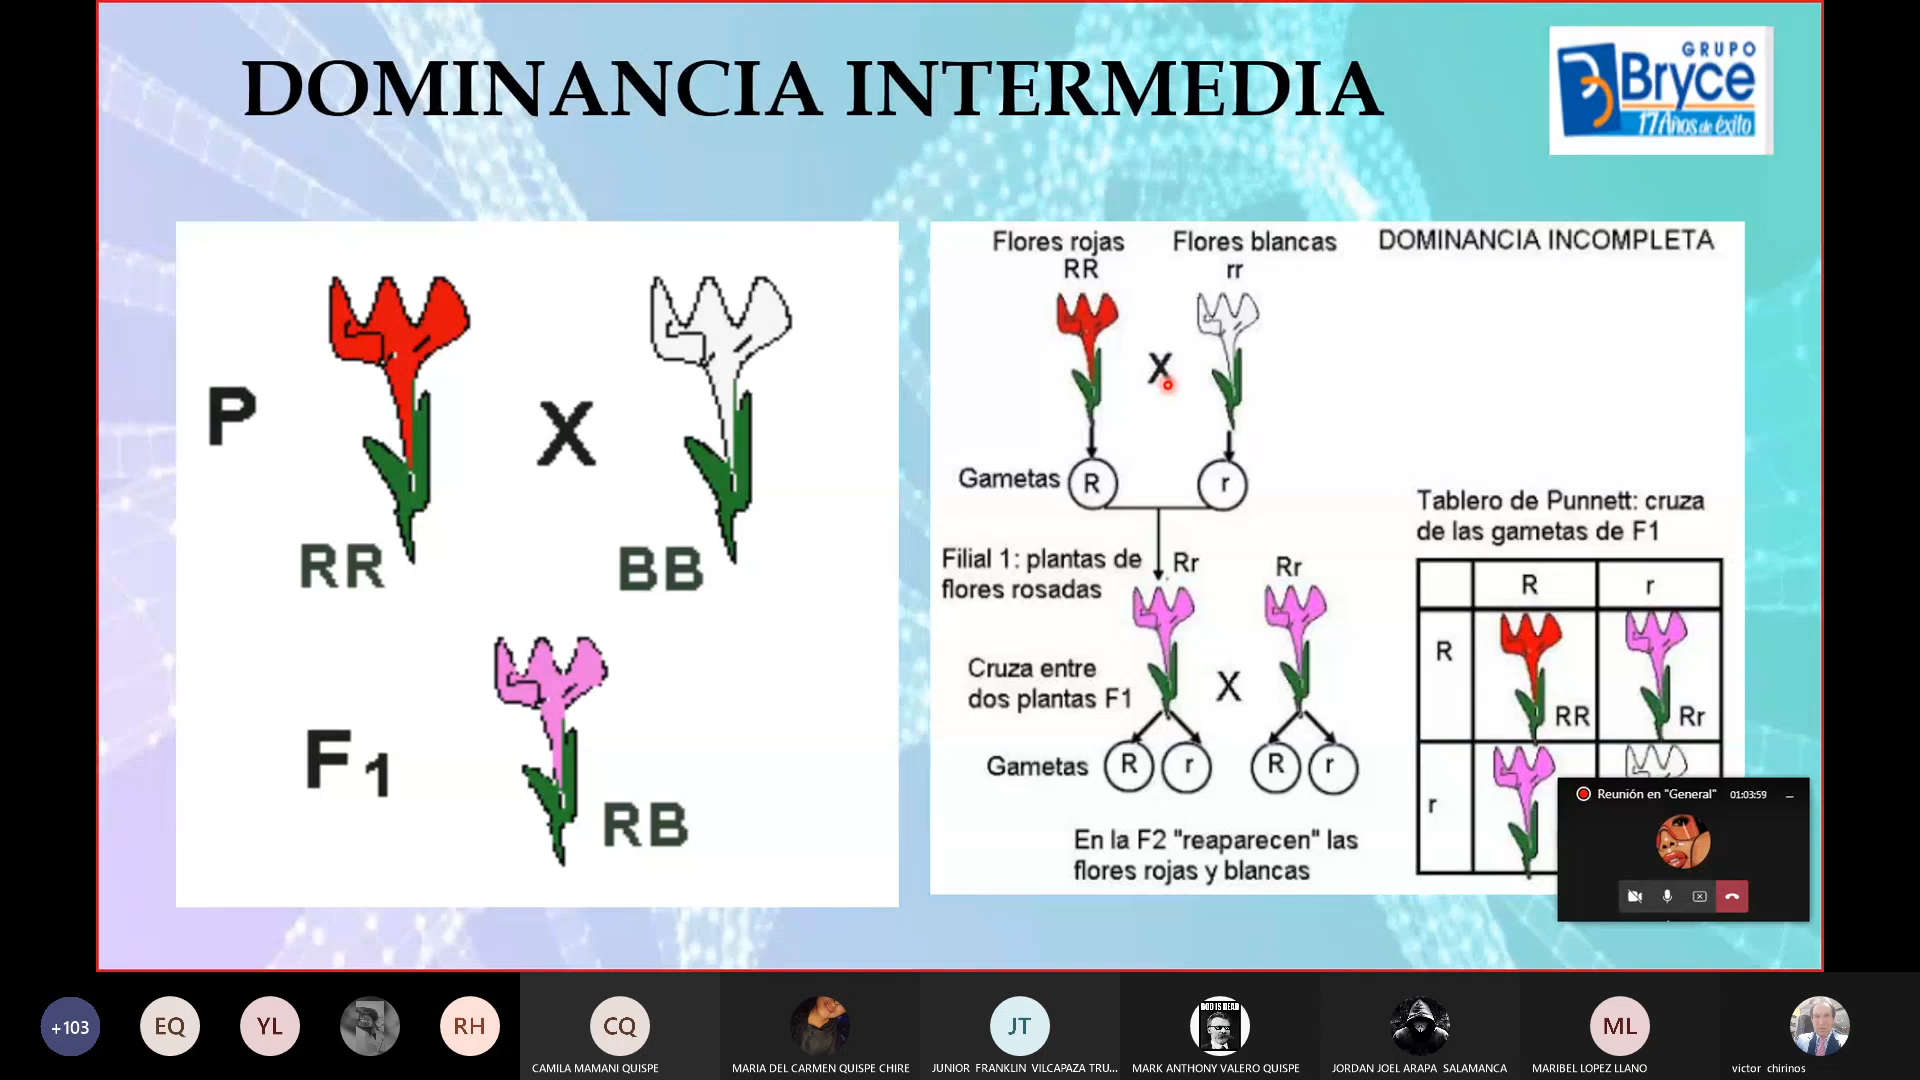 DOMINANCIA INTERMEDIA
GRUPO
Bryce
17 Años de éxito
P
X
RR
BB
F1
RB
Flores rojas
Flores blancas
DOMINANCIA INCOMPLETA
RR
rr
X
Gametas
R
r
Filial 1: plantas de
flores rosadas
Rr
Rr
Cruza entre
dos plantas F1
X
Gametas
R
r
R
r
En la F2 "reaparecen" las
flores rojas y blancas
Tablero de Punnett: cruza
de las gametas de F1
R
r
R
RR
Rr
r
Reunión en "General"
01:03:59
+103
EQ
YL
RH
CQ
CAMILA MAMANI QUISPE
MARIA DEL CARMEN QUISPE CHIRE
JT
JUNIOR FRANKLIN VILCAPAZA TRU...
GOD IS DEAD
MARK ANTHONY VALERO QUISPE
JORDAN JOEL ARAPA SALAMANCA
ML
MARIBEL LOPEZ LLANO
victor chirinos